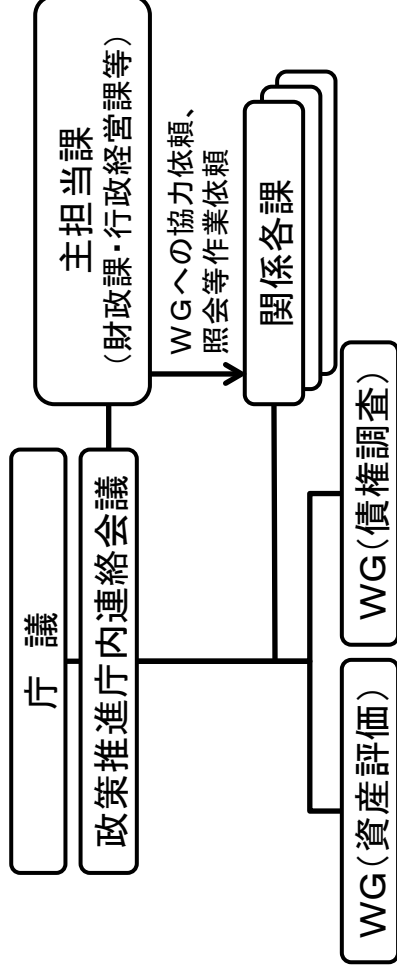 庁　議
政策推進庁内連絡会議
主担当課
（財政課・行政経営課等）
ＷＧへの協力依頼、
照会等作業依頼
関係各課
ＷＧ（資産評価）
ＷＧ（債権調査）